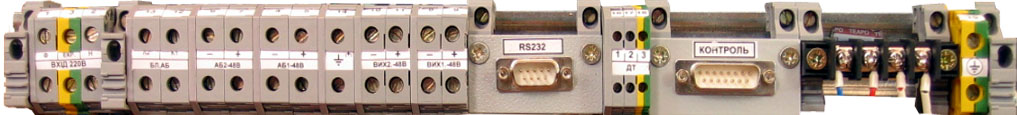 ВХІД 220В
БЛ.АБ
АБ2-48В
АБ1-48В
ВИХ2-48В
ВИХ1-48В
RS232
1 2 3
ДТ
КОНТРОЛЬ